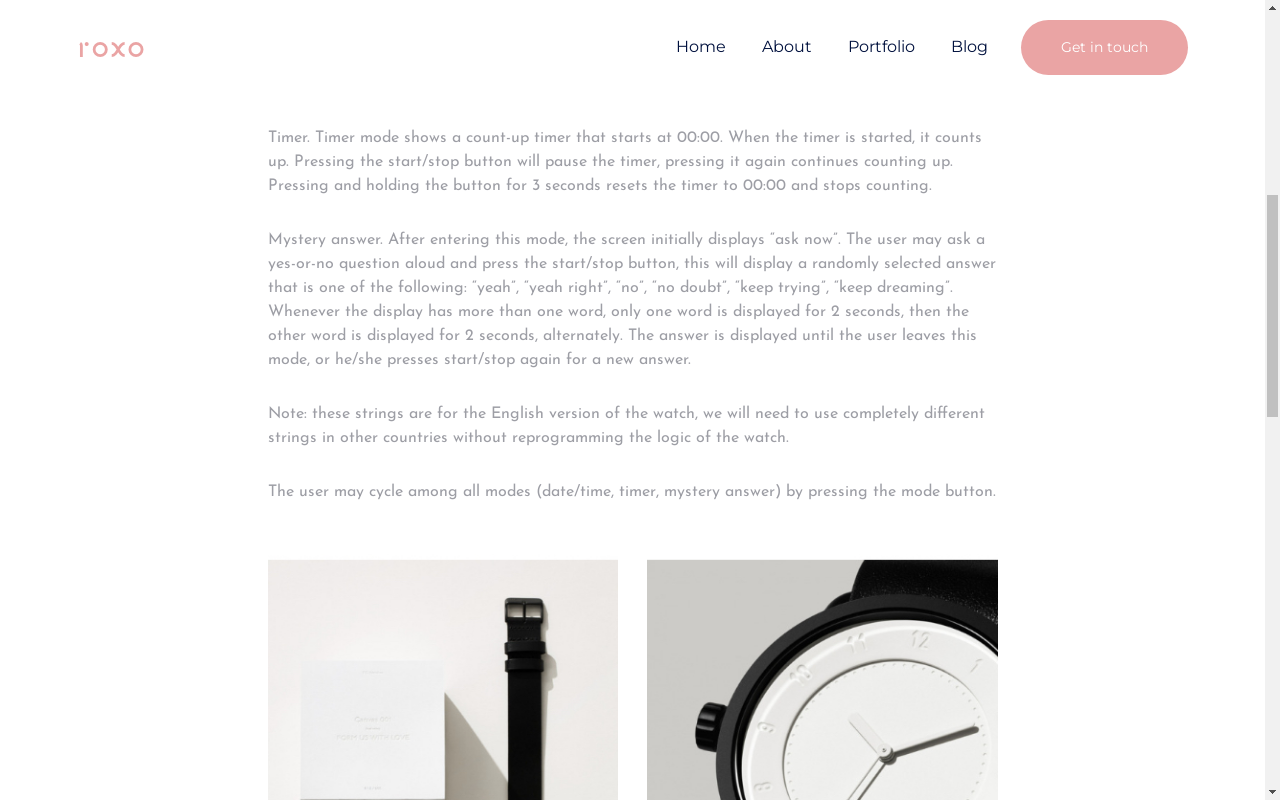 roxo
Home
About
Portfolio
Blog
Get in touch
Timer. Timer mode shows a count-up timer that starts at 00:00. When the timer is started, it counts
up. Pressing the start/stop button will pause the timer, pressing it again continues counting up.
Pressing and holding the button for 3 seconds resets the timer to 00:00 and stops counting.
Mystery answer. After entering this mode, the screen initially displays “ask now”. The user may ask a
yes-or-no question aloud and press the start/stop button, this will display a randomly selected answer
that is one of the following: “yeah”, “yeah right”, “no”, “no doubt”, “keep trying”, “keep dreaming”.
Whenever the display has more than one word, only one word is displayed for 2 seconds, then the
other word is displayed for 2 seconds, alternately. The answer is displayed until the user leaves this
mode, or he/she presses start/stop again for a new answer.
Note: these strings are for the English version of the watch, we will need to use completely different
strings in other countries without reprogramming the logic of the watch.
The user may cycle among all modes (date/time, timer, mystery answer) by pressing the mode button.
11
12
1
10
9
8